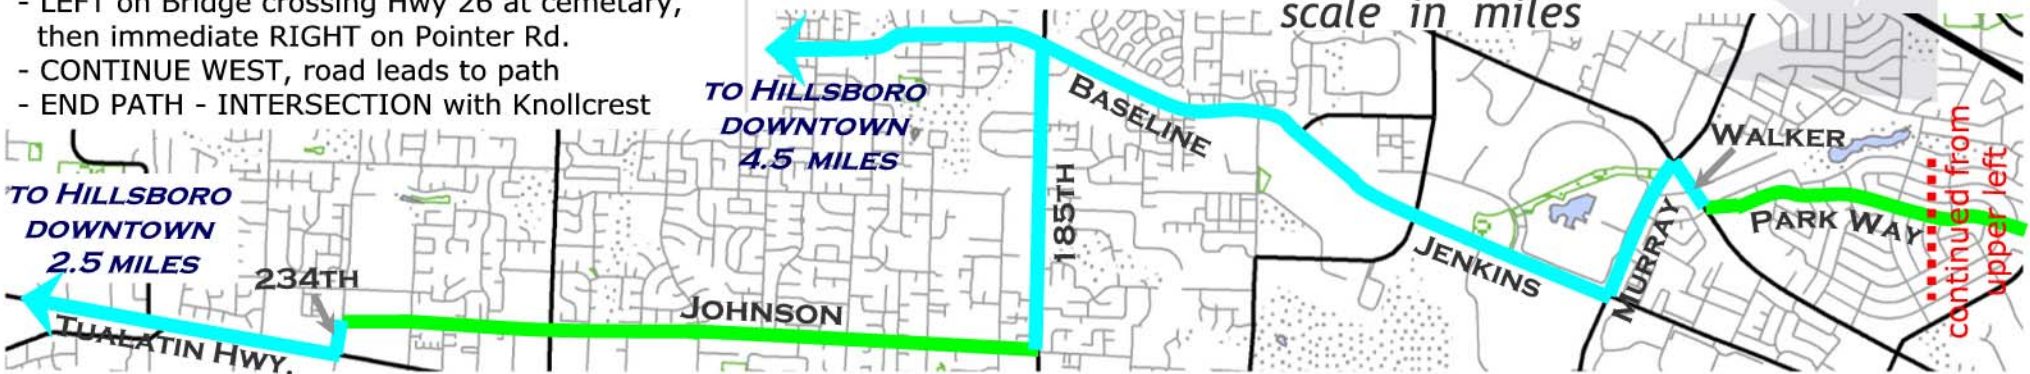 - LEFT on Bridge crossing Hwy 26 at cemetary,
then immediate RIGHT on Pointer Rd.
- CONTINUE WEST, road leads to path
- END PATH - INTERSECTION with Knollcrest
scale in miles
TO HILLSBORO
DOWNTOWN
4.5 MILES
BASELINE
WALKER
continued from
upper left
TO HILLSBORO
DOWNTOWN
2.5 MILES
185TH
PARK WAY
MURRAY
JENKINS
234TH
JOHNSON
TUALATIN HWY.